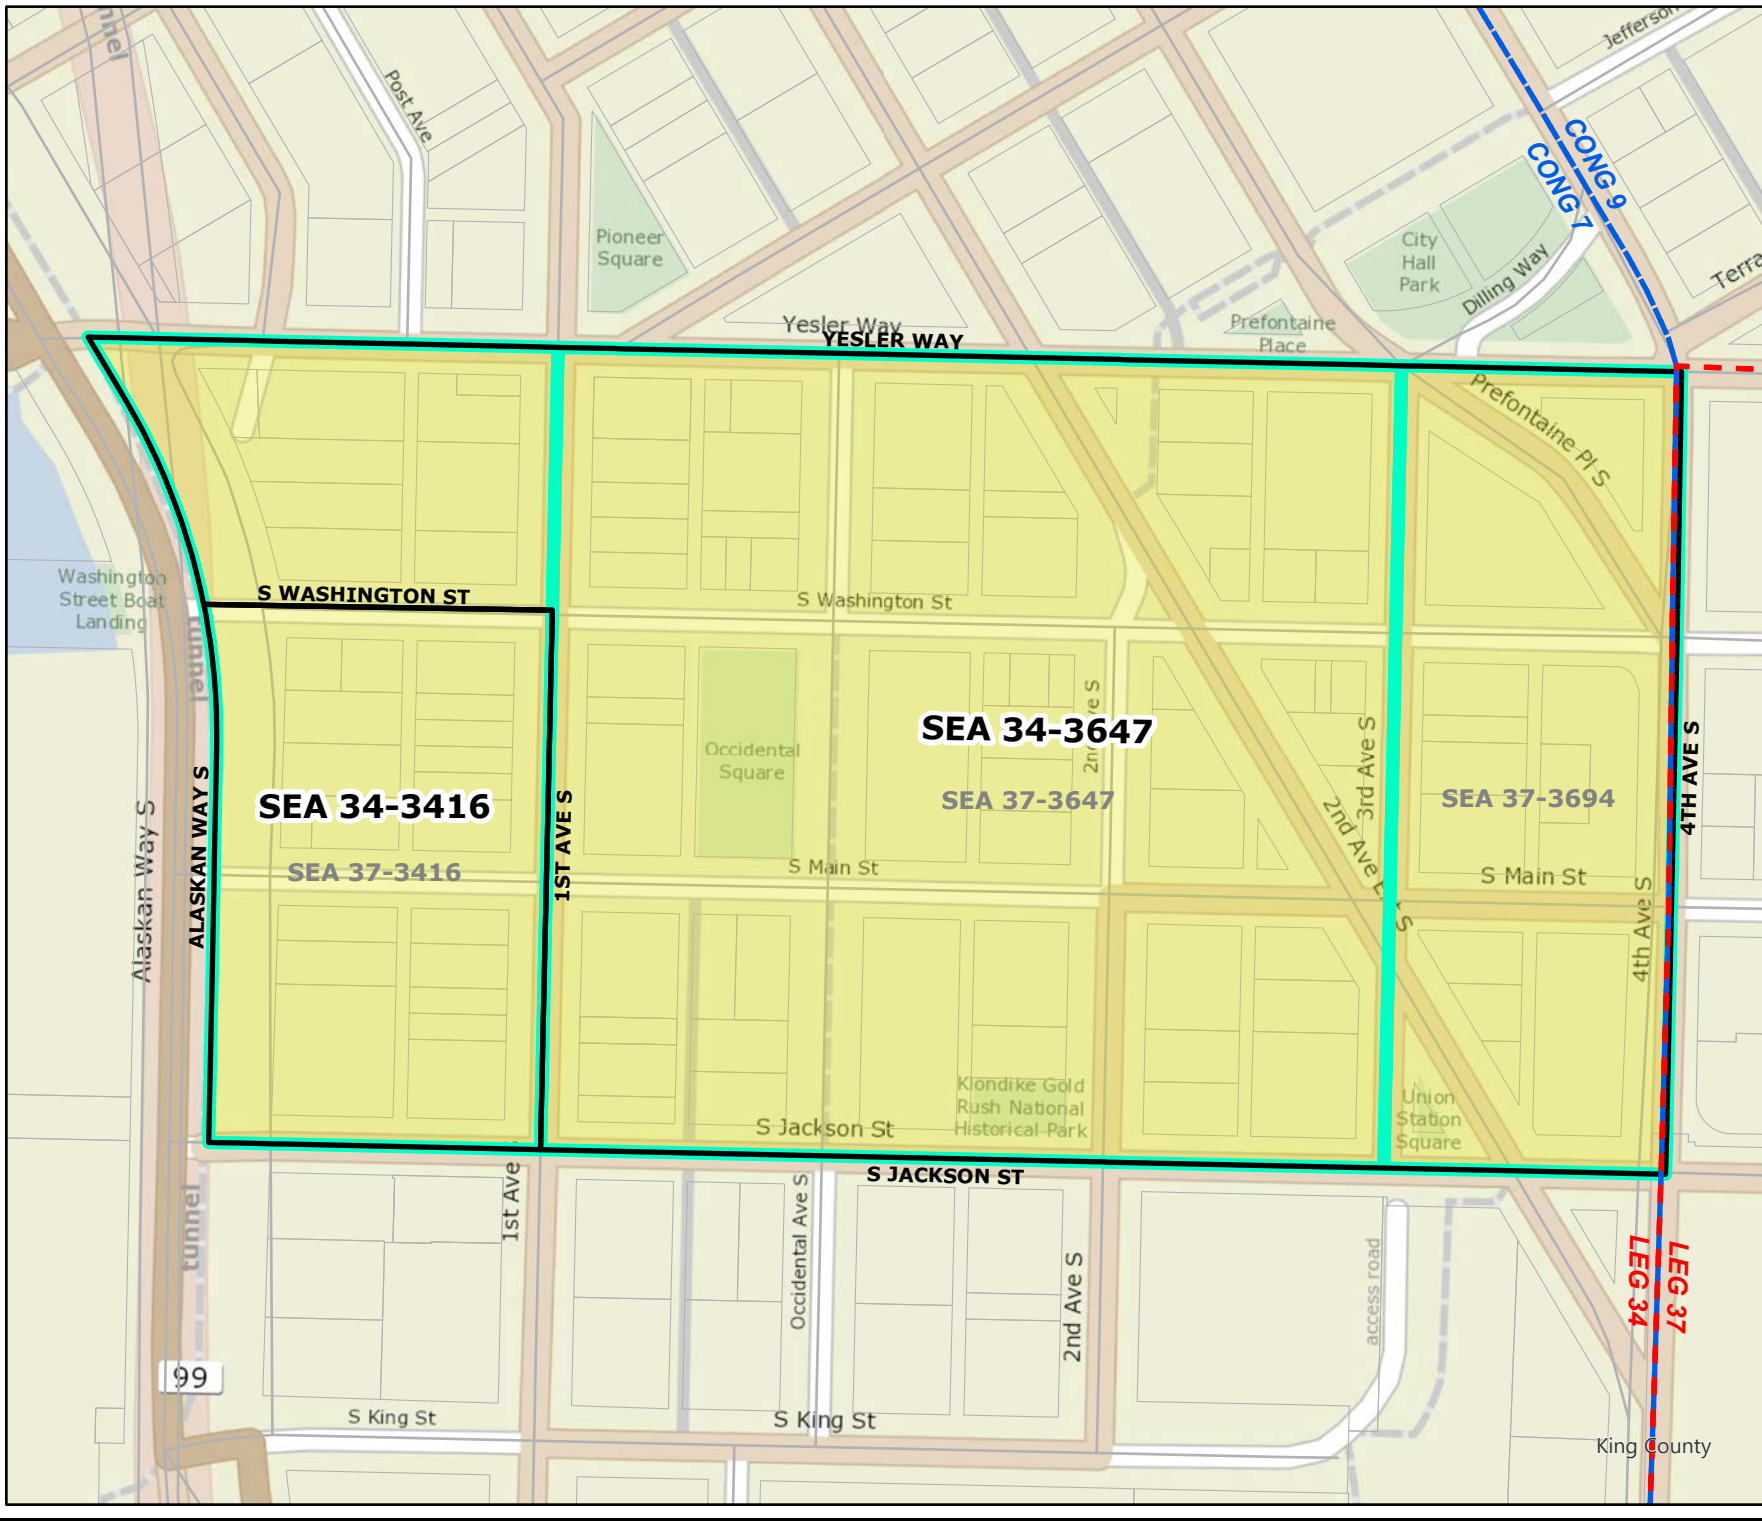 nnel
Post Ave
Jefferson
CONG 9
CONG 7
Pioneer
Square
City
Hall
Park
Dilling Way
Terra
Prefontaine
Place
Yesler Way
YESLER WAY
Prefontaine Pl S
Washington
Street Boat
Landing
S WASHINGTON ST
S Washington St
tunnel
Occidental
Square
SEA 34-3647
SEA 37-3647
2nd Ave S
3rd Ave S
SEA 37-3694
4TH AVE S
SEA 34-3416
SEA 37-3416
ALASKAN WAY S
Alaskan Way S
1ST AVE S
2nd Ave Ext S
S Main St
S Main St
4th Ave S
Klondike Gold
Rush National
Historical Park
Union
Station
Square
S Jackson St
S JACKSON ST
tunnel
1st Ave S
Occidental Ave S
2nd Ave S
access road
LEG 34
LEG 37
99
S King St
S King St
King County